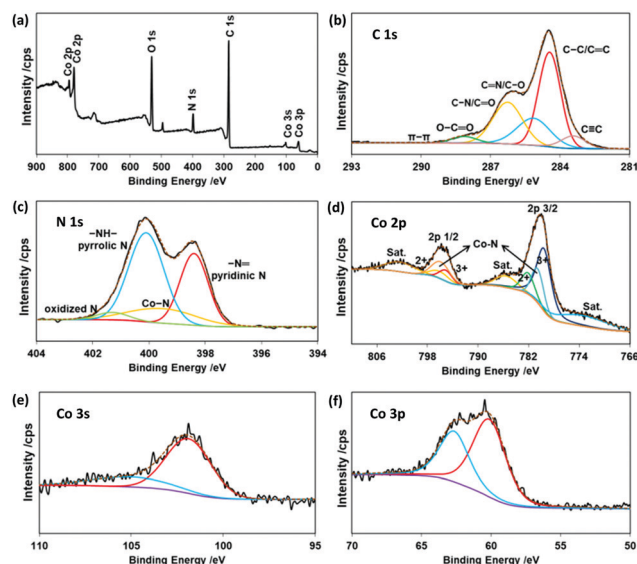 (a)
Co 2p
Co 2p
O 1s
N 1s
C 1s
Co 3s
Co 3p
Intensity /cps
900 800 700 600 500 400 300 200 100 0
Binding Energy /eV
(b)
C 1s
C−C/C=C
C=N/C−O
C−N/C=O
O−C=O
π−π
C≡C
Intensity /cps
293 290 287 284 281
Binding Energy /eV
(c)
N 1s
−NH−
pyrrolic N
−N=
pyridinic N
oxidized N
Co−N
Intensity /cps
404 402 400 398 396 394
Binding Energy /eV
(d)
Co 2p
2p 3/2
2p 1/2
Co-N
Sat.
2+
3+
Sat.
2+
3+
Sat.
Intensity /cps
806 798 790 782 774 766
Binding Energy /eV
(e)
Co 3s
Intensity /cps
110 105 100 95
Binding Energy /eV
(f)
Co 3p
Intensity /cps
70 65 60 55 50
Binding Energy /eV